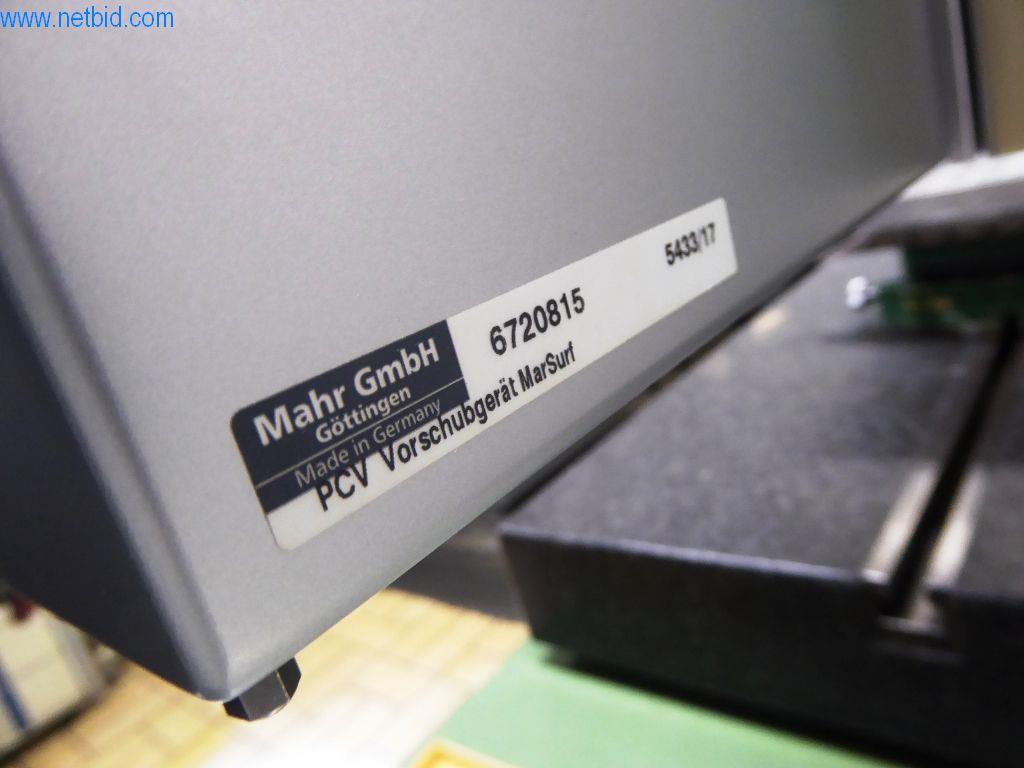 www.netbid.com
5433/17
6720815
Mahr GmbH
Göttingen
Made in Germany
PCV Vorschubgerät MarSurf